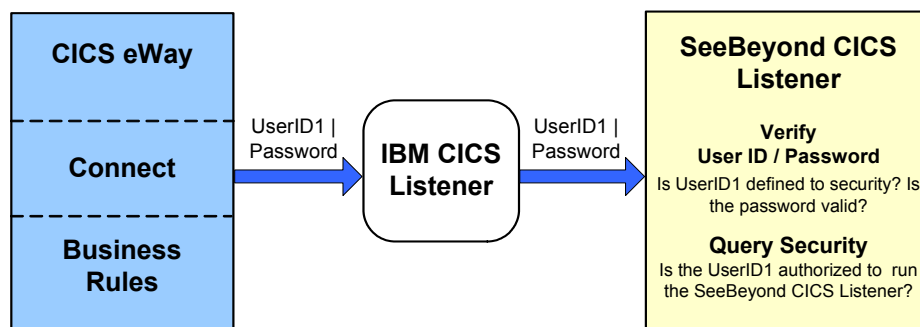 CICS eWay
Connect
Business
Rules
UserID1 |
Password
IBM CICS
Listener
UserID1 |
Password
SeeBeyond CICS
Listener
Verify
User ID / Password
Is UserID1 defined to security? Is
the password valid?
Query Security
Is the UserID1 authorized to run
the SeeBeyond CICS Listener?